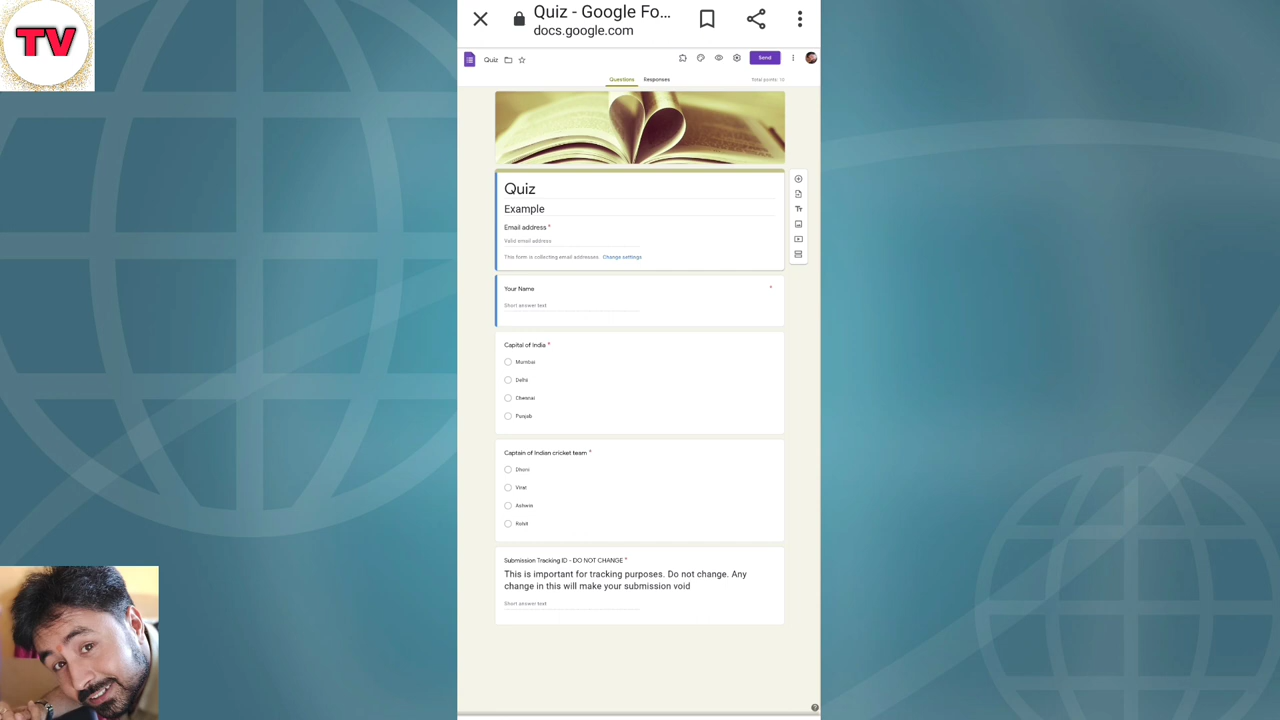 TV
Quiz - Google Fo...
docs.google.com
Quiz
Send
Questions
Responses
Total points: 10
Quiz
Example
Email address *
Valid email address
This form is collecting email addresses. Change settings
Your Name
*
Short answer text
Capital of India *
Mumbai
Delhi
Chennai
Punjab
Captain of Indian cricket team *
Dhoni
Virat
Ashwin
Rohit
Submission Tracking ID - DO NOT CHANGE *
This is important for tracking purposes. Do not change. Any
change in this will make your submission void
Short answer text